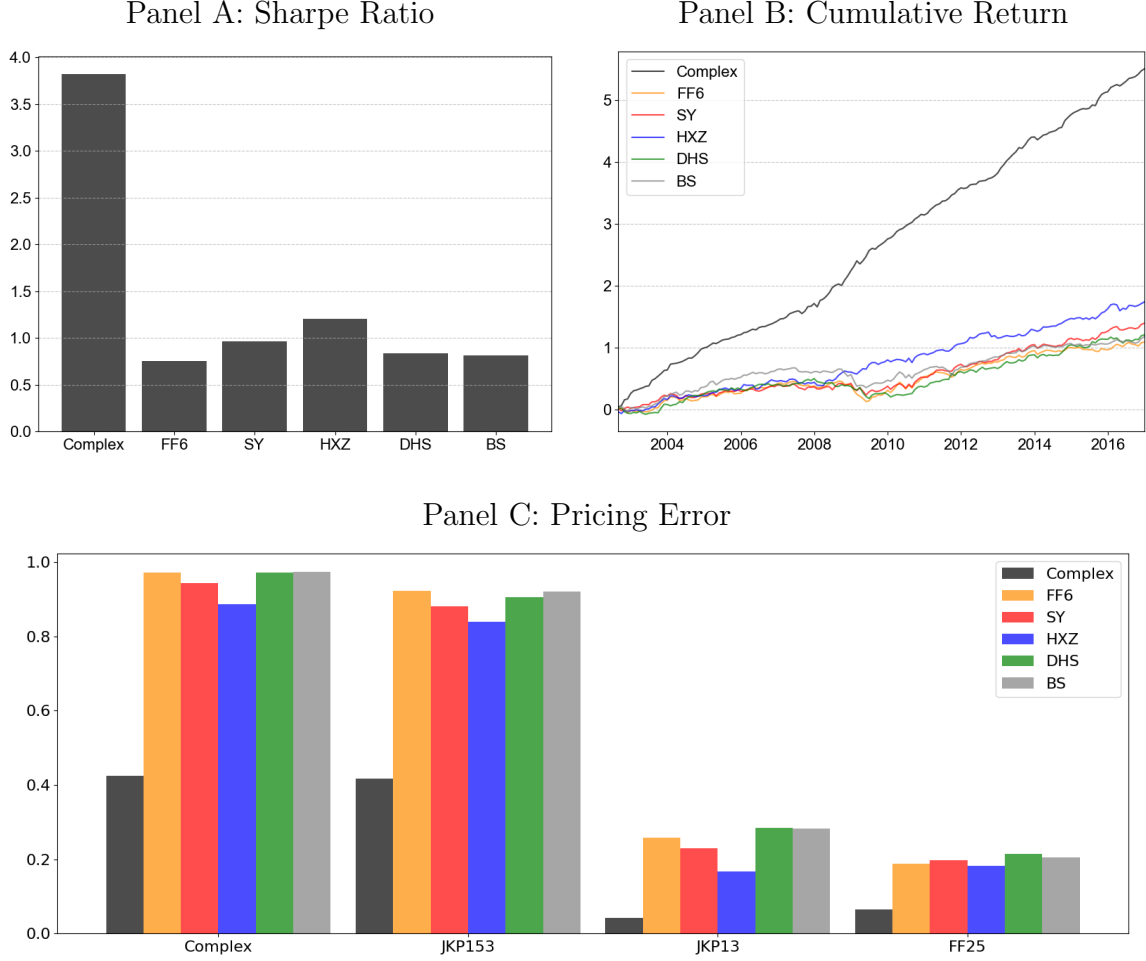 Panel A: Sharpe Ratio
4.0
3.5
3.0
2.5
2.0
1.5
1.0
0.5
0.0
Complex FF6 SY HXZ DHS BS
Panel B: Cumulative Return
Complex
FF6
SY
HXZ
DHS
BS
5
4
3
2
1
0
2004 2006 2008 2010 2012 2014 2016
Panel C: Pricing Error
1.0
0.8
0.6
0.4
0.2
0.0
Complex
FF6
SY
HXZ
DHS
BS
Complex JKP153 JKP13 FF25